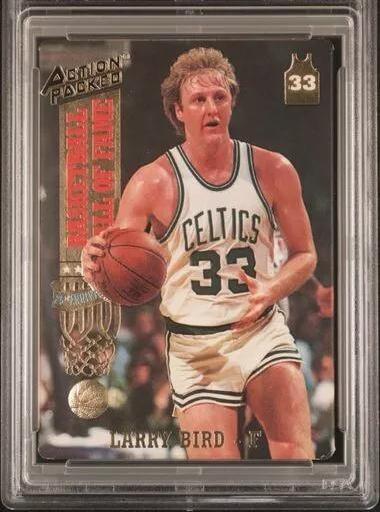 ACTION
PACKED
33
BASKETBALL
HALL OF FAME
CELTICS
33
LARRY BIRD - F